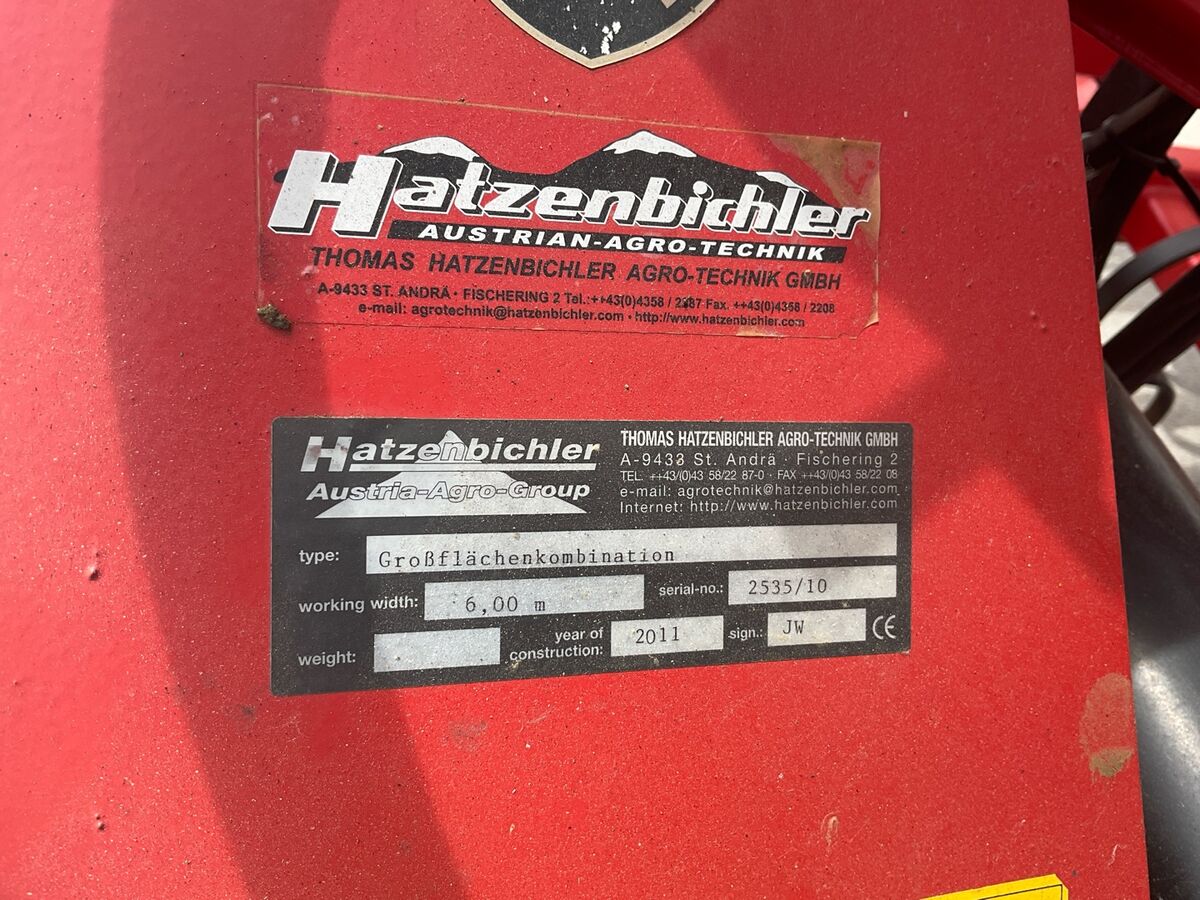 Hatzenbichler
AUSTRIAN-AGRO-TECHNIK
THOMAS HATZENBICHLER AGRO-TECHNIK GMBH
A-9433 ST. ANDRÄ · FISCHERING 2 Tel.:++43(0)4358 / 2287 Fax. ++43(0)4358 / 2208
e-mail: agrotechnik@hatzenbichler.com · http://www.hatzenbichler.com
Hatzenbichler
Austria-Agro-Group
THOMAS HATZENBICHLER AGRO-TECHNIK GMBH
A-9433 St. Andrä · Fischering 2
TEL. ++43/(0)43 58/22 87-0 · FAX ++43/(0)43 58/22 08
e-mail: agrotechnik@hatzenbichler.com
Internet: http://www.hatzenbichler.com
type: Großflächenkombination
working width: 6,00 m serial-no.: 2535/10
weight: year of construction: 2011 sign.: JW CE